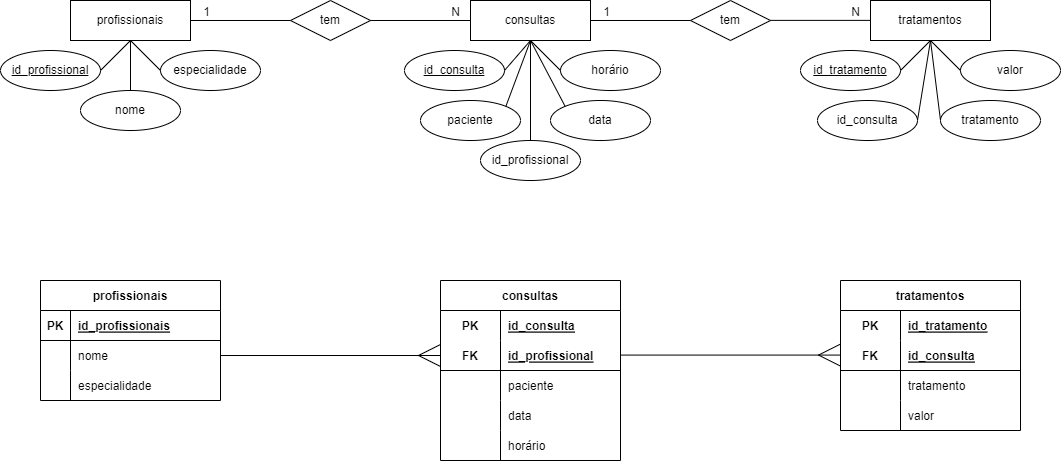 profissionais 1 tem N consultas 1 tem N tratamentos
id_profissional especialidade id_consulta horário id_tratamento valor
nome paciente data id_consulta tratamento
id_profissional
profissionais consultas tratamentos
PK id_profissionais PK id_consulta PK id_tratamento
nome FK id_profissional FK id_consulta
especialidade paciente tratamento
data valor
horário